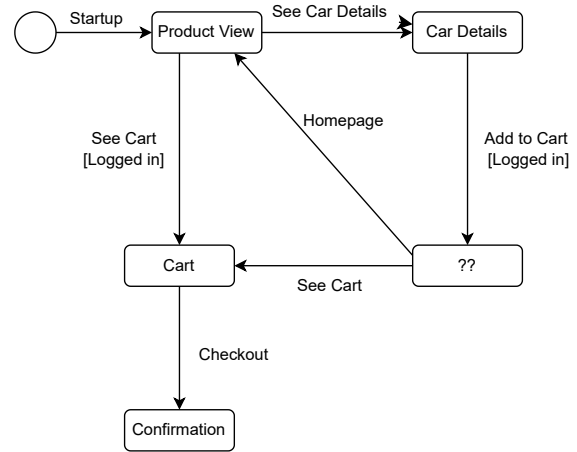 Startup
Product View
See Car Details
Car Details
Homepage
See Cart
[Logged in]
Add to Cart
[Logged in]
Cart
See Cart
??
Checkout
Confirmation